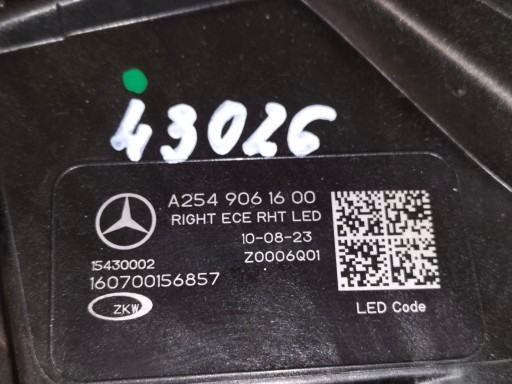 43026
A254 906 16 00
RIGHT ECE RHT LED
10-08-23
15430002 Z0006Q01
160700156857
ZKW
LED Code